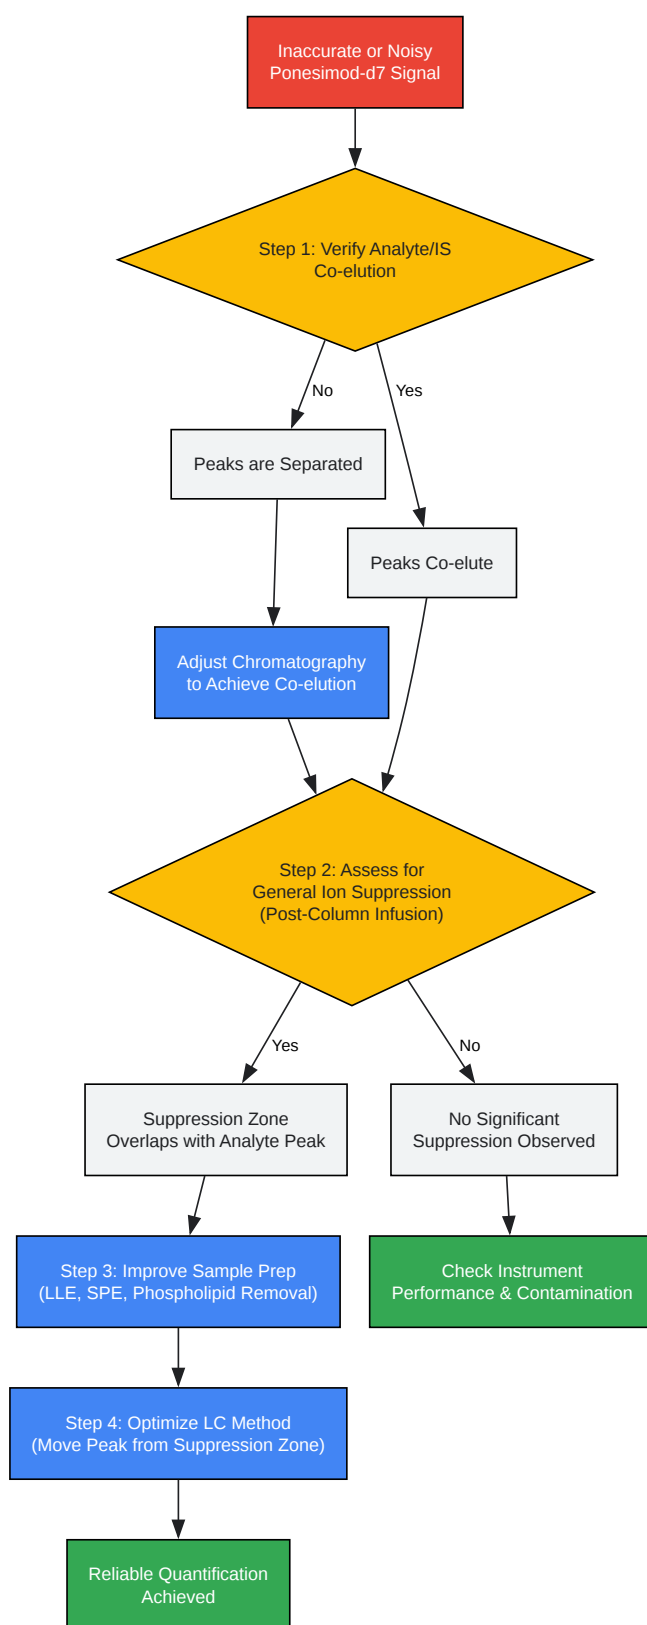 Inaccurate or Noisy
Ponesimod-d7 Signal
Step 1: Verify Analyte/IS
Co-elution
No
Yes
Peaks are Separated
Peaks Co-elute
Adjust Chromatography
to Achieve Co-elution
Step 2: Assess for
General Ion Suppression
(Post-Column Infusion)
Yes
No
Suppression Zone
Overlaps with Analyte Peak
No Significant
Suppression Observed
Step 3: Improve Sample Prep
(LLE, SPE, Phospholipid Removal)
Check Instrument
Performance & Contamination
Step 4: Optimize LC Method
(Move Peak from Suppression Zone)
Reliable Quantification
Achieved